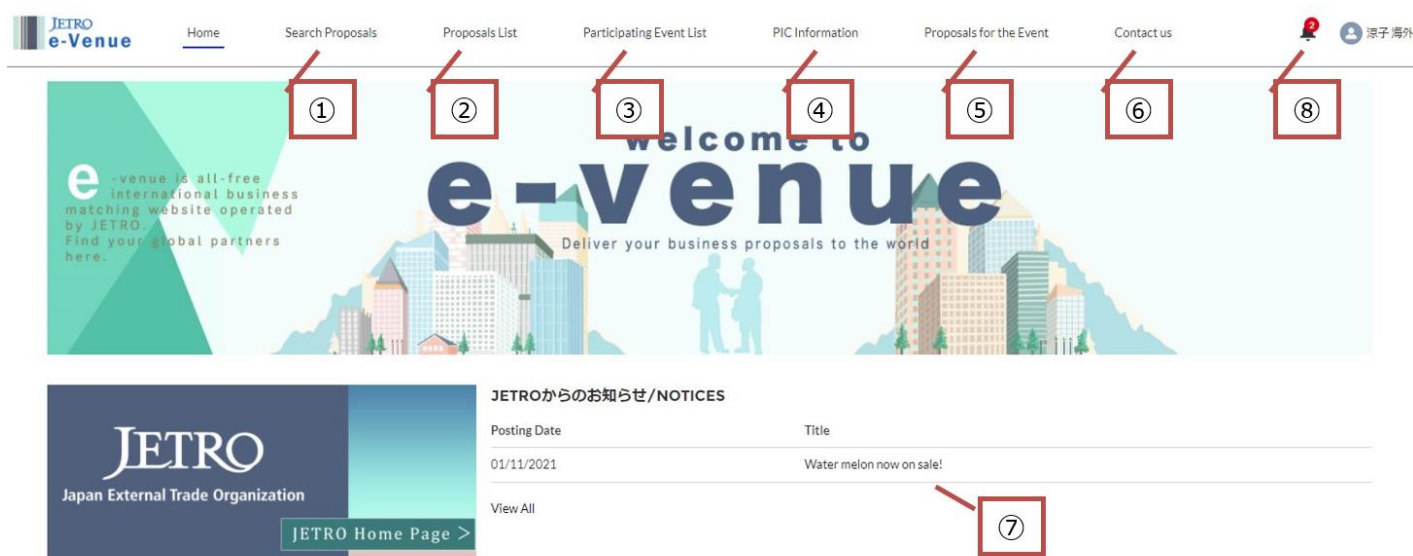 JETRO
e-Venue
Home
Search Proposals
Proposals List
Participating Event List
PIC Information
Proposals for the Event
Contact us
2
涼子 海外
①
②
③
④
⑤
⑥
⑧
welcome to
e-venue
Deliver your business proposals to the world
e -venue is all-free
international business
matching website operated
by JETRO.
Find your global partners
here.
JETRO
Japan External Trade Organization
JETRO Home Page >
JETROからのお知らせ/NOTICES
Posting Date Title
01/11/2021 Water melon now on sale!
View All
⑦